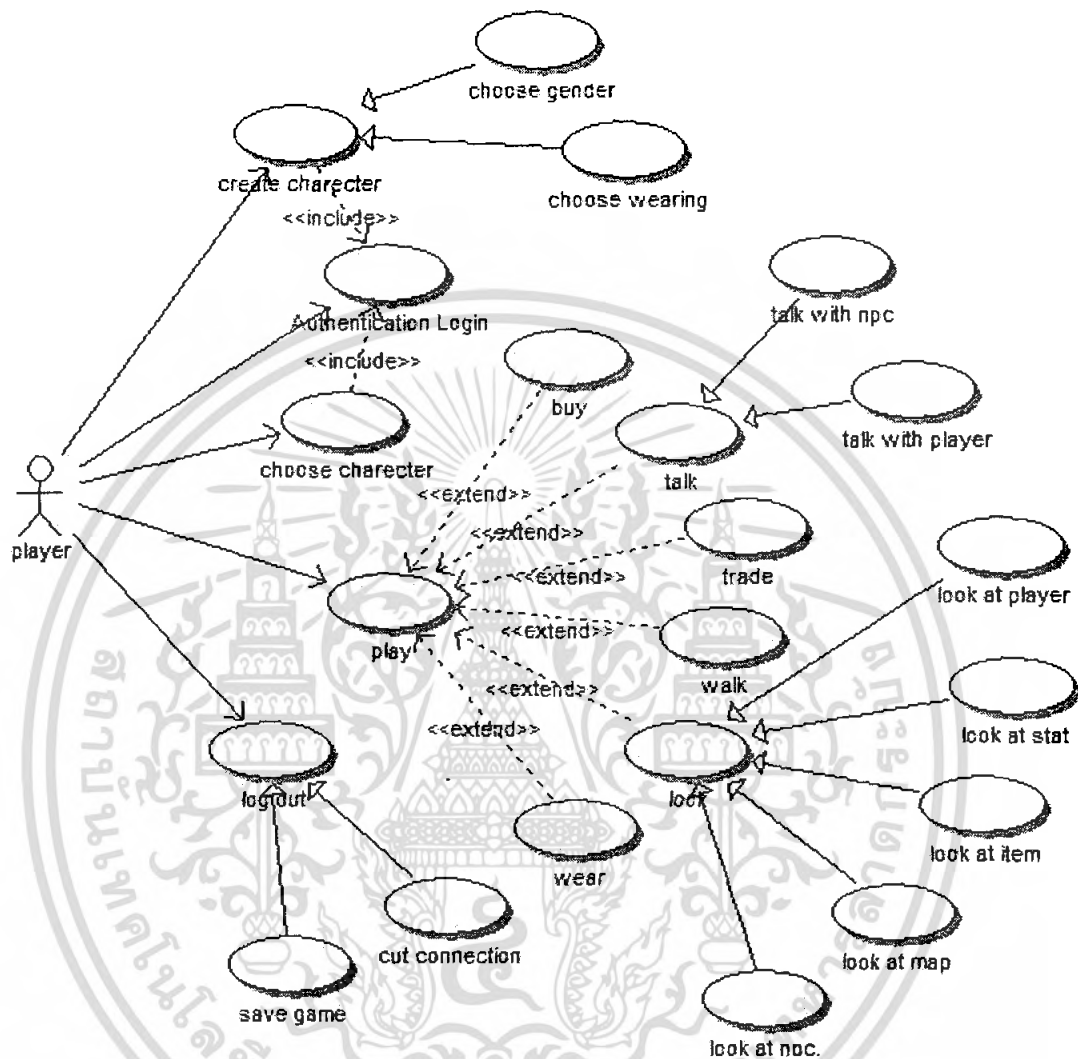 choose gender
create charecter
choose wearing
<<include>>
talk with npc
Authentication Login
<<include>>
buy
talk with player
choose charecter
talk
<<extend>>
<<extend>>
player
trade
look at player
<<extend>>
play
<<extend>>
walk
<<extend>>
look at stat
<<extend>>
logtout
look
look at item
wear
cut connection
look at map
save game
look at npc.